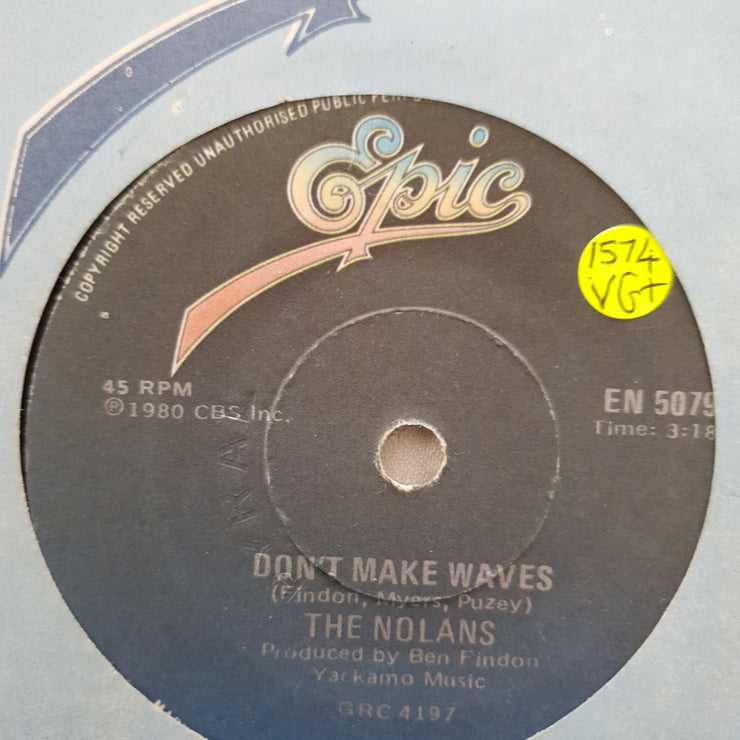 COPYRIGHT RESERVED UNAUTHORISED PUBLIC
Epic
1574
VG+
45 RPM
℗1980 CBS Inc.
EN 5079
Time: 3:18
DON'T MAKE WAVES
(Findon, Myers, Puzey)
THE NOLANS
Produced by Ben Findon
Yackamo Music
GRC 4197